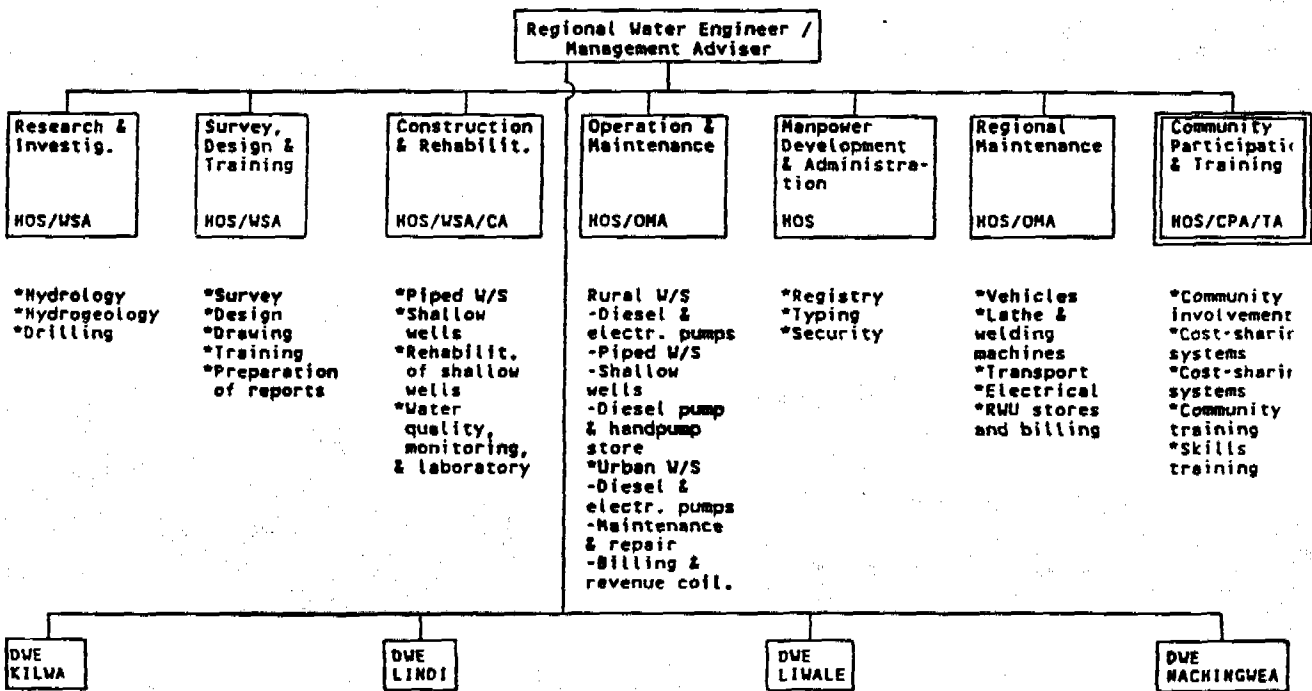 Regional Water Engineer /
Management Adviser
Research &
Investig.
HOS/WSA
Survey,
Design &
Training
HOS/WSA
Construction
& Rehabilit.
HOS/WSA/CA
Operation &
Maintenance
HOS/OMA
Manpower
Development
& Administra-
tion
HOS
Regional
Maintenance
HOS/OMA
Community
Participatio
& Training
HOS/CPA/TA
*Hydrology
*Hydrogeology
*Drilling
*Survey
*Design
*Drawing
*Training
*Preparation
of reports
*Piped W/S
*Shallow
wells
*Rehabilit.
of shallow
wells
*Water
quality,
monitoring,
& laboratory
Rural W/S
-Diesel &
electr. pumps
-Piped W/S
-Shallow
wells
-Diesel pump
& handpump
store
*Urban W/S
-Diesel &
electr. pumps
-Maintenance
& repair
-Billing &
revenue coll.
*Registry
*Typing
*Security
*Vehicles
*Lathe &
welding
machines
*Transport
*Electrical
*RWU stores
and billing
*Community
involvement
*Cost-sharin
systems
*Cost-sharin
systems
*Community
training
*Skills
training
DWE
KILWA
DWE
LINDI
DWE
LIWALE
DWE
NACHINGWEA